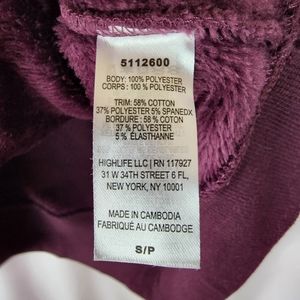 5112600
BODY: 100% POLYESTER
CORPS : 100 % POLYESTER
TRIM: 58% COTTON
37% POLYESTER 5% SPANEDX
BORDURE : 58 % COTON
37 % POLYESTER
5 % ÉLASTHANNE
HIGHLIFE LLC | RN 117927
31 W 34TH STREET 6 FL,
NEW YORK, NY 10001
MADE IN CAMBODIA
FABRIQUÉ AU CAMBODGE
S/P